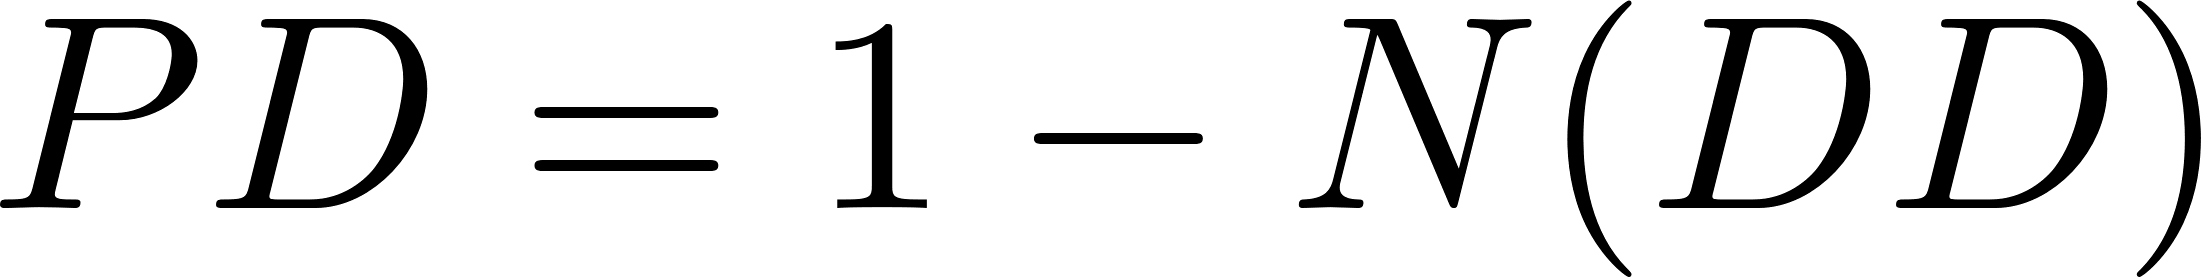 PD = 1 − N(DD)